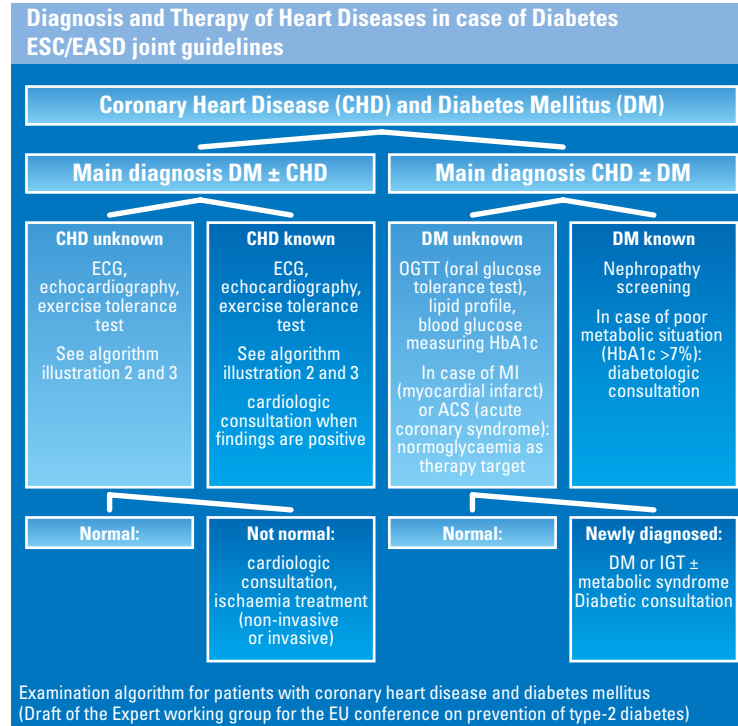 Diagnosis and Therapy of Heart Diseases in case of Diabetes
ESC/EASD joint guidelines
Coronary Heart Disease (CHD) and Diabetes Mellitus (DM)
Main diagnosis DM ± CHD
Main diagnosis CHD ± DM
CHD unknown
ECG,
echocardiography,
exercise tolerance
test
See algorithm
illustration 2 and 3
CHD known
ECG,
echocardiography,
exercise tolerance
test
See algorithm
illustration 2 and 3
cardiologic
consultation when
findings are positive
DM unknown
OGTT (oral glucose
tolerance test),
lipid profile,
blood glucose
measuring HbA1c
In case of MI
(myocardial infarct)
or ACS (acute
coronary syndrome):
normoglycaemia as
therapy target
DM known
Nephropathy
screening
In case of poor
metabolic situation
(HbA1c >7%):
diabetologic
consultation
Normal:
Not normal:
cardiologic
consultation,
ischaemia treatment
(non-invasive
or invasive)
Normal:
Newly diagnosed:
DM or IGT ±
metabolic syndrome
Diabetic consultation
Examination algorithm for patients with coronary heart disease and diabetes mellitus
(Draft of the Expert working group for the EU conference on prevention of type-2 diabetes)